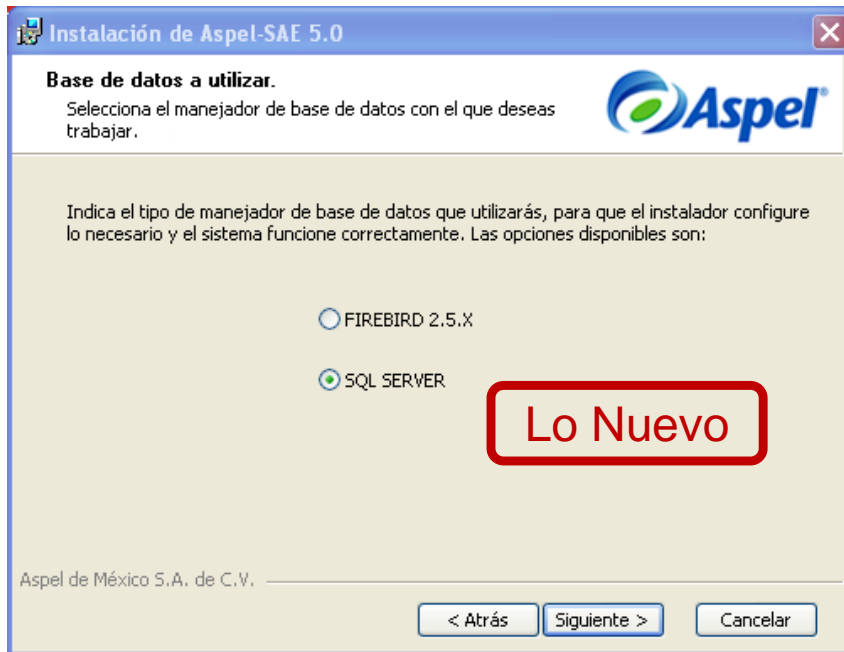 Instalación de Aspel-SAE 5.0
Base de datos a utilizar.
Selecciona el manejador de base de datos con el que deseas
trabajar.
Aspel®
Indica el tipo de manejador de base de datos que utilizarás, para que el instalador configure
lo necesario y el sistema funcione correctamente. Las opciones disponibles son:
FIREBIRD 2.5.X
SQL SERVER
Lo Nuevo
Aspel de México S.A. de C.V.
< Atrás
Siguiente >
Cancelar